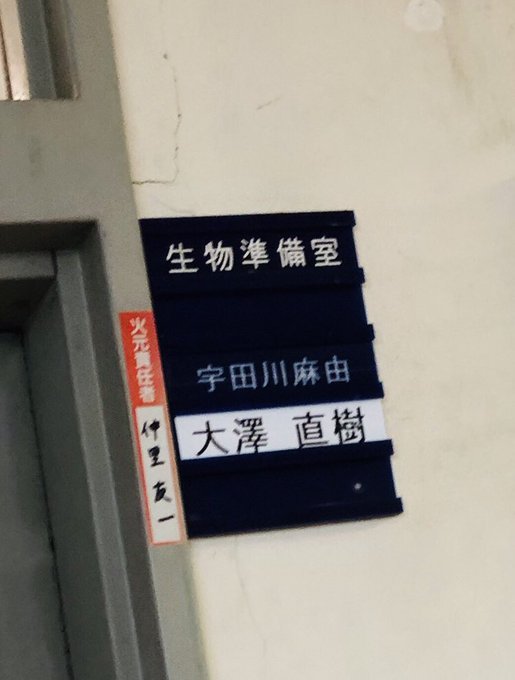 生物準備室
宇田川麻由
大澤 直樹
火元責任者
仲里友一